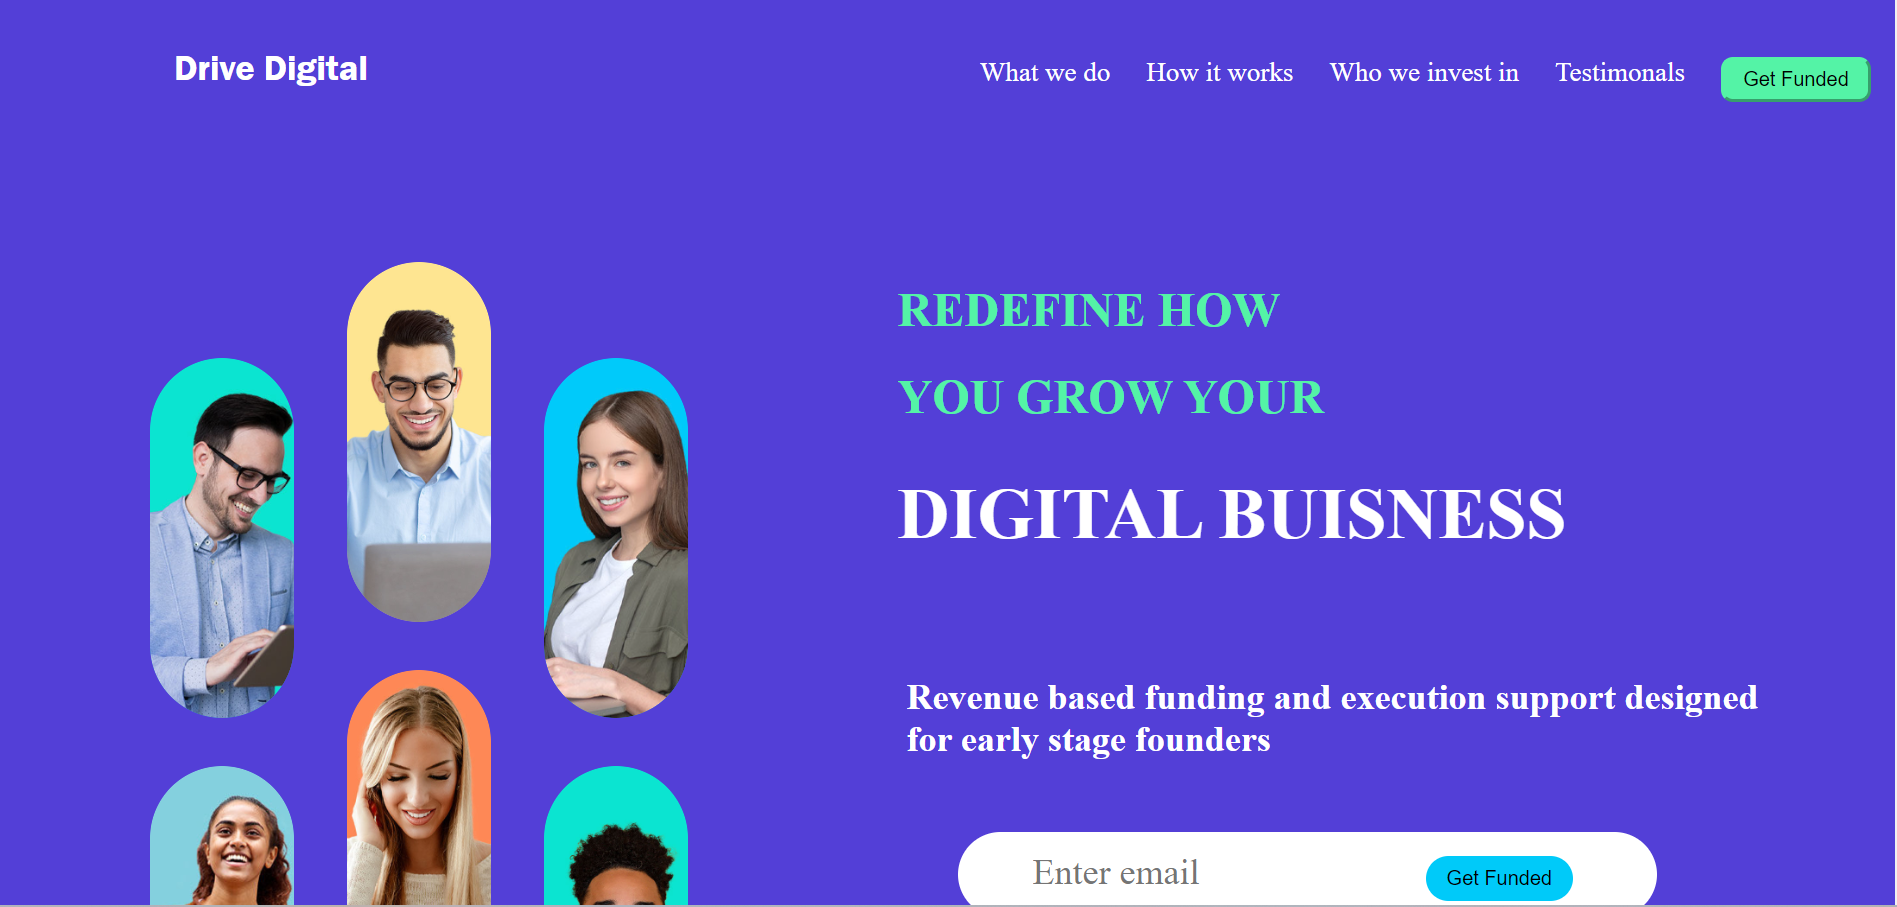 Drive Digital
What we do
How it works
Who we invest in
Testimonals
Get Funded
REDEFINE HOW
YOU GROW YOUR
DIGITAL BUISNESS
Revenue based funding and execution support designed
for early stage founders
Enter email
Get Funded